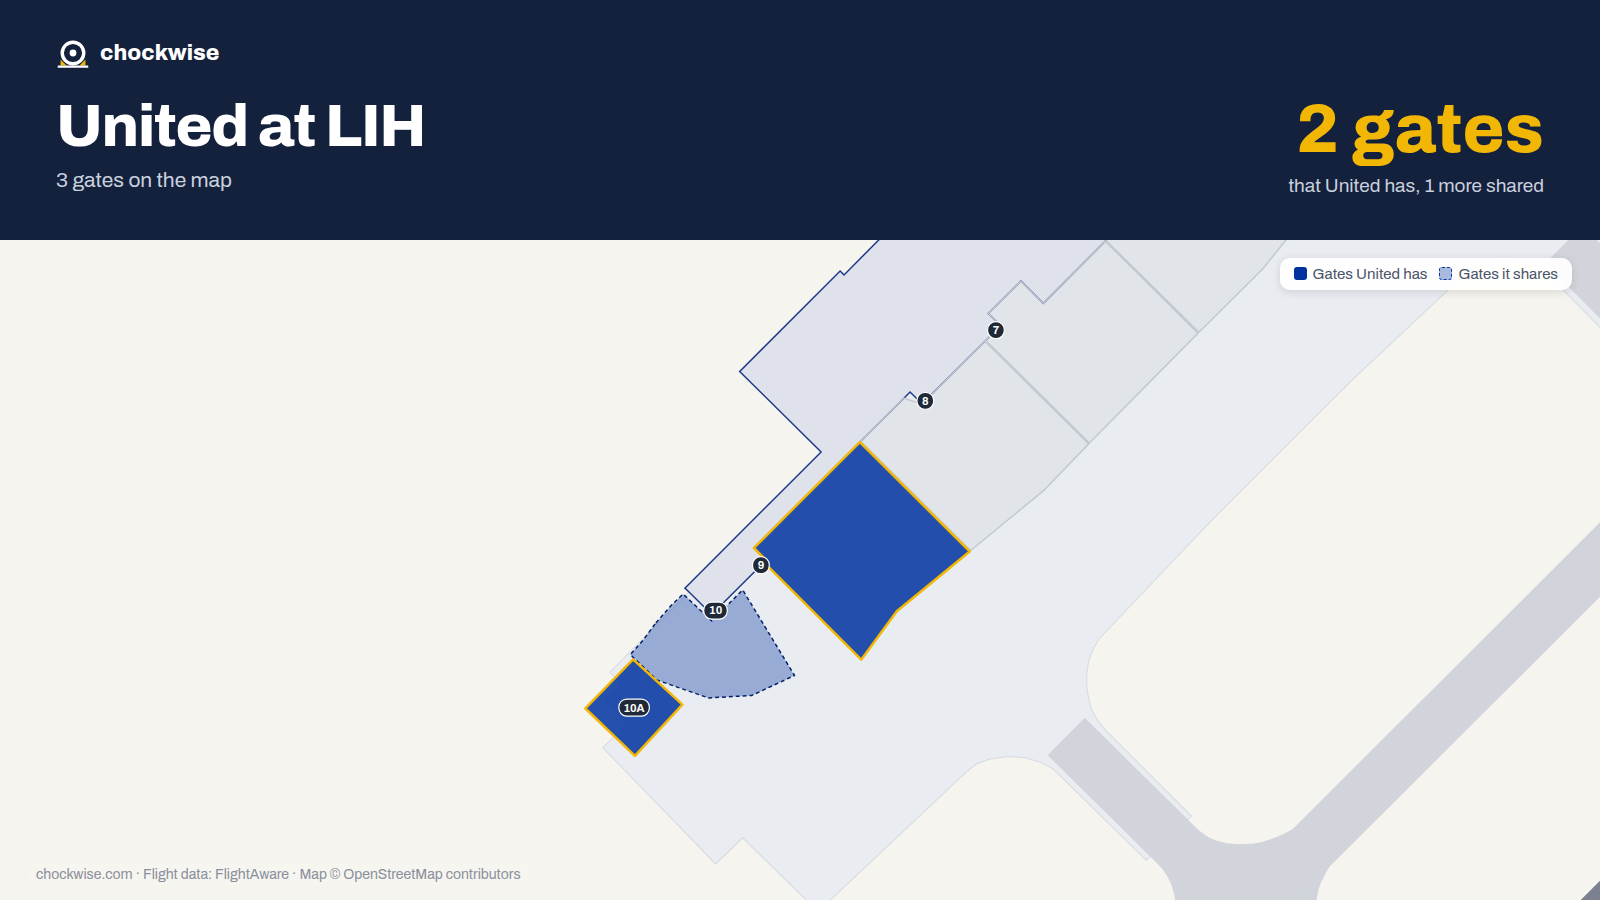 chockwise
United at LIH
3 gates on the map
2 gates
that United has, 1 more shared
Gates United has
Gates it shares
7
8
9
10
10A
chockwise.com · Flight data: FlightAware · Map © OpenStreetMap contributors